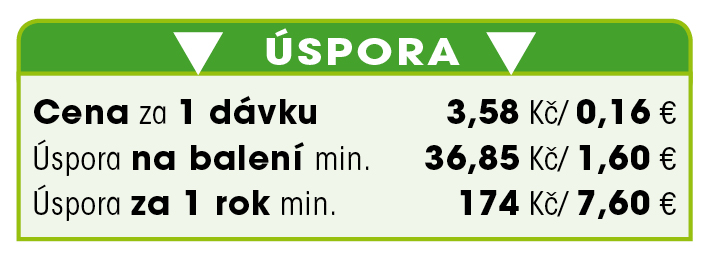 ÚSPORA
Cena za 1 dávku 3,58 Kč/ 0,16 €
Úspora na balení min. 36,85 Kč/ 1,60 €
Úspora za 1 rok min. 174 Kč/ 7,60 €